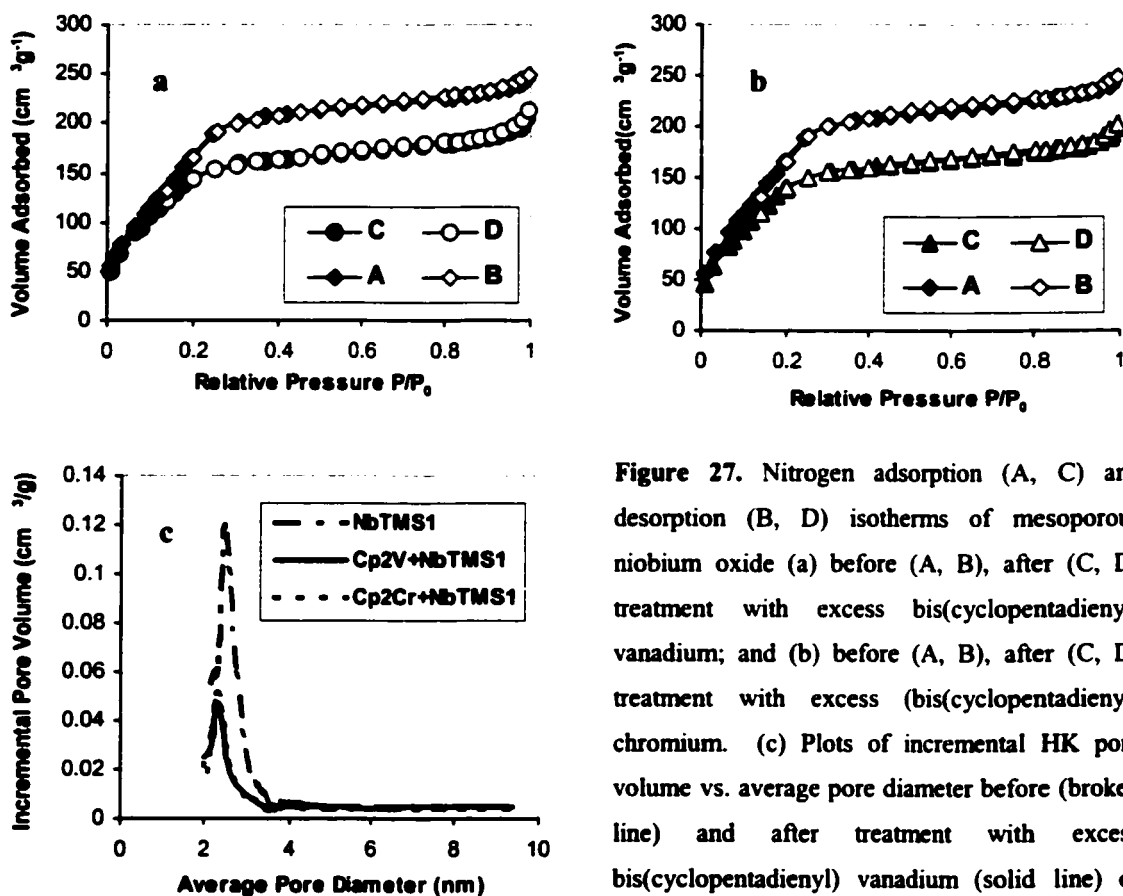 300
250
200
150
100
50
0
Volume Adsorbed (cm ³g⁻¹)
a
C D
A B
0 0.2 0.4 0.6 0.8 1
Relative Pressure P/P₀
300
250
200
150
100
50
0
Volume Adsorbed(cm ³g⁻¹)
b
C D
A B
0 0.2 0.4 0.6 0.8 1
Relative Pressure P/P₀
0.14
0.12
0.1
0.08
0.06
0.04
0.02
0
Incremental Pore Volume (cm ³/g)
c
NbTMS1
Cp2V+NbTMS1
Cp2Cr+NbTMS1
0 2 4 6 8 10
Average Pore Diameter (nm)
Figure 27. Nitrogen adsorption (A, C) an
desorption (B, D) isotherms of mesoporou
niobium oxide (a) before (A, B), after (C, D
treatment with excess bis(cyclopentadieny
vanadium; and (b) before (A, B), after (C, D
treatment with excess (bis(cyclopentadieny
chromium. (c) Plots of incremental HK por
volume vs. average pore diameter before (broke
line) and after treatment with exces
bis(cyclopentadienyl) vanadium (solid line) o